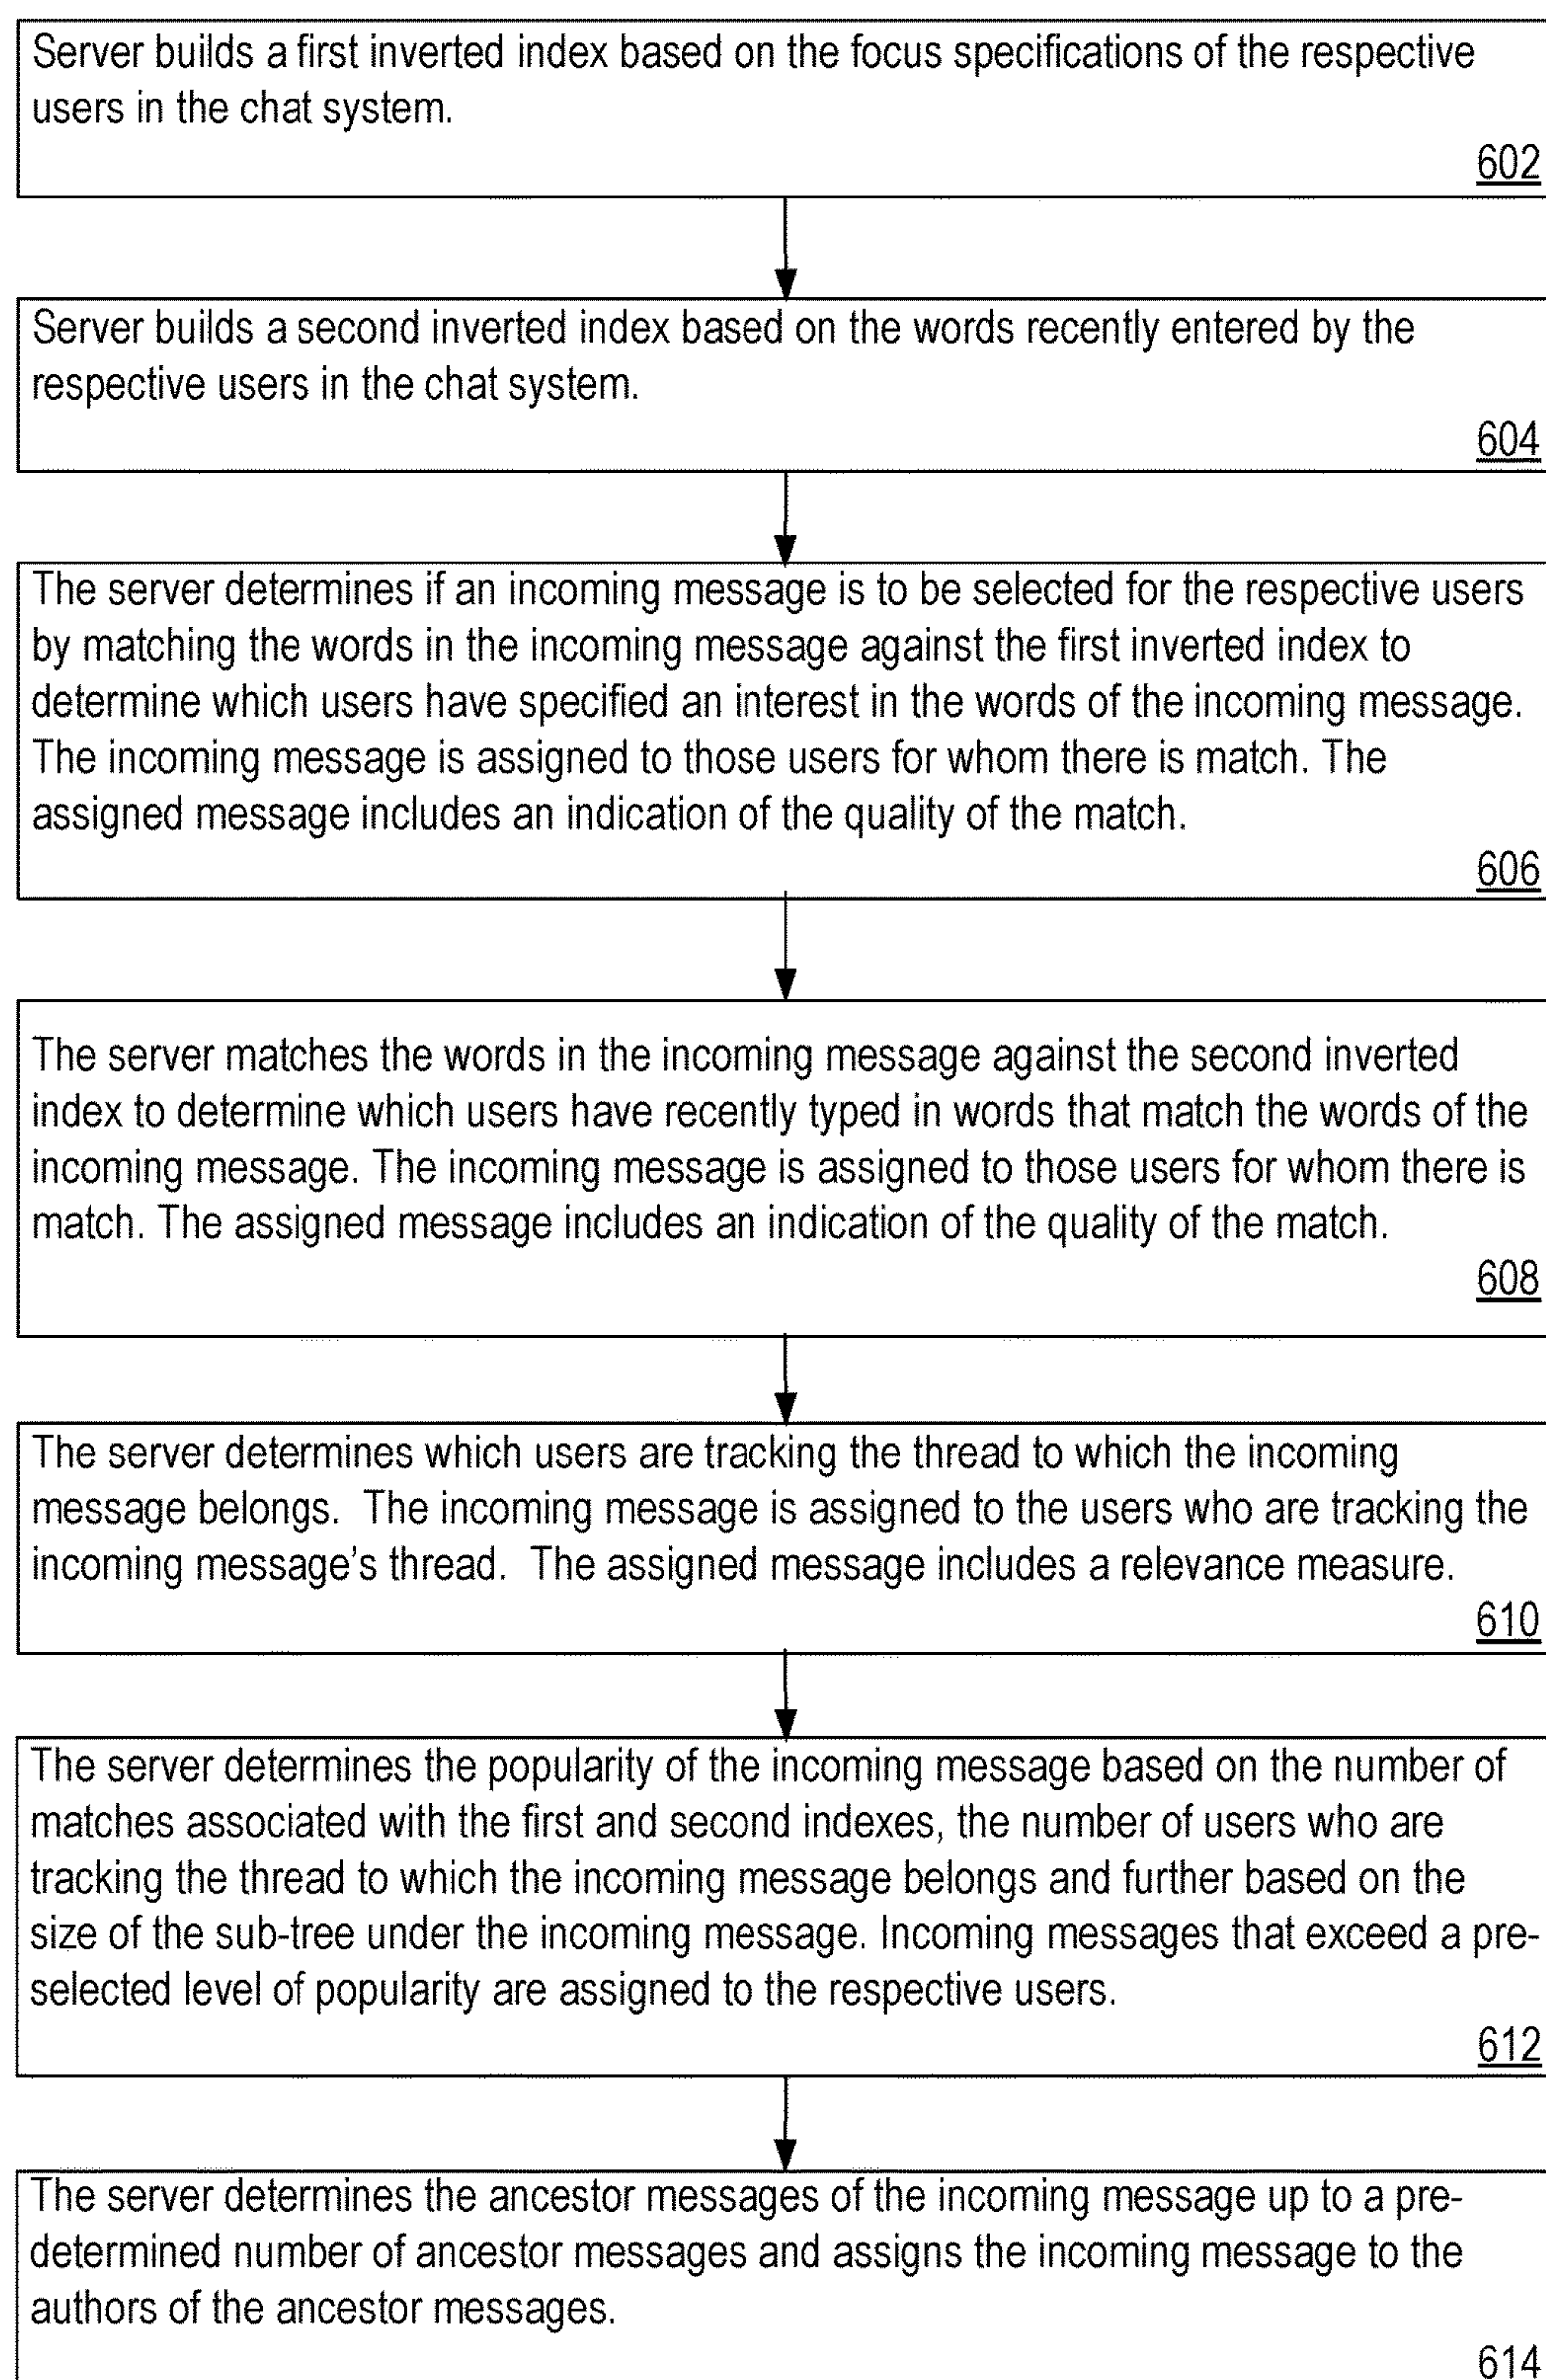 Server builds a first inverted index based on the focus specifications of the respective
users in the chat system.
602
Server builds a second inverted index based on the words recently entered by the
respective users in the chat system.
604
The server determines if an incoming message is to be selected for the respective users
by matching the words in the incoming message against the first inverted index to
determine which users have specified an interest in the words of the incoming message.
The incoming message is assigned to those users for whom there is match. The
assigned message includes an indication of the quality of the match.
606
The server matches the words in the incoming message against the second inverted
index to determine which users have recently typed in words that match the words of the
incoming message. The incoming message is assigned to those users for whom there is
match. The assigned message includes an indication of the quality of the match.
608
The server determines which users are tracking the thread to which the incoming
message belongs.  The incoming message is assigned to the users who are tracking the
incoming message's thread.  The assigned message includes a relevance measure.
610
The server determines the popularity of the incoming message based on the number of
matches associated with the first and second indexes, the number of users who are
tracking the thread to which the incoming message belongs and further based on the
size of the sub-tree under the incoming message. Incoming messages that exceed a pre-
selected level of popularity are assigned to the respective users.
612
The server determines the ancestor messages of the incoming message up to a pre-
determined number of ancestor messages and assigns the incoming message to the
authors of the ancestor messages.
614